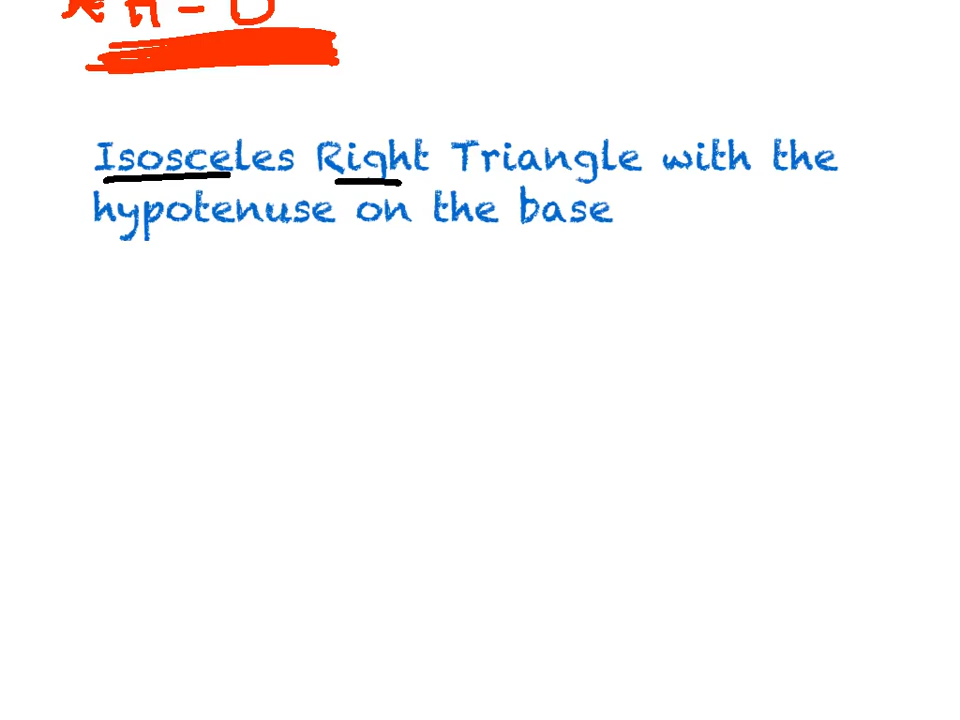 Isosceles Right Triangle with the
hypotenuse on the base